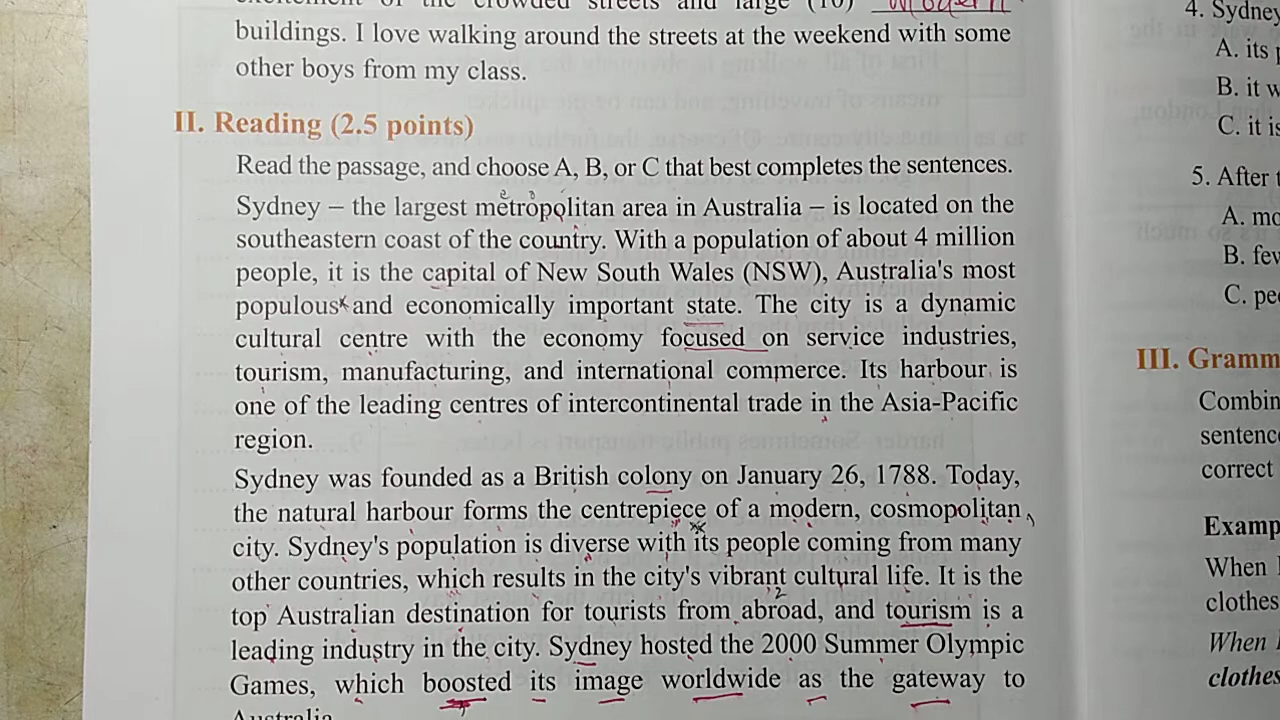 excitement of the crowded streets and large (10) modern
buildings. I love walking around the streets at the weekend with some
other boys from my class.
II. Reading (2.5 points)
Read the passage, and choose A, B, or C that best completes the sentences.
Sydney – the largest metropolitan area in Australia – is located on the
southeastern coast of the country. With a population of about 4 million
people, it is the capital of New South Wales (NSW), Australia's most
populous and economically important state. The city is a dynamic
cultural centre with the economy focused on service industries,
tourism, manufacturing, and international commerce. Its harbour is
one of the leading centres of intercontinental trade in the Asia-Pacific
region.
Sydney was founded as a British colony on January 26, 1788. Today,
the natural harbour forms the centrepiece of a modern, cosmopolitan
city. Sydney's population is diverse with its people coming from many
other countries, which results in the city's vibrant cultural life. It is the
top Australian destination for tourists from abroad, and tourism is a
leading industry in the city. Sydney hosted the 2000 Summer Olympic
Games, which boosted its image worldwide as the gateway to
Australia.
4. Sydney
A. its
B. it
C. it is
5. After
A.
B.
C.
III.
When
clothes
When
clothes